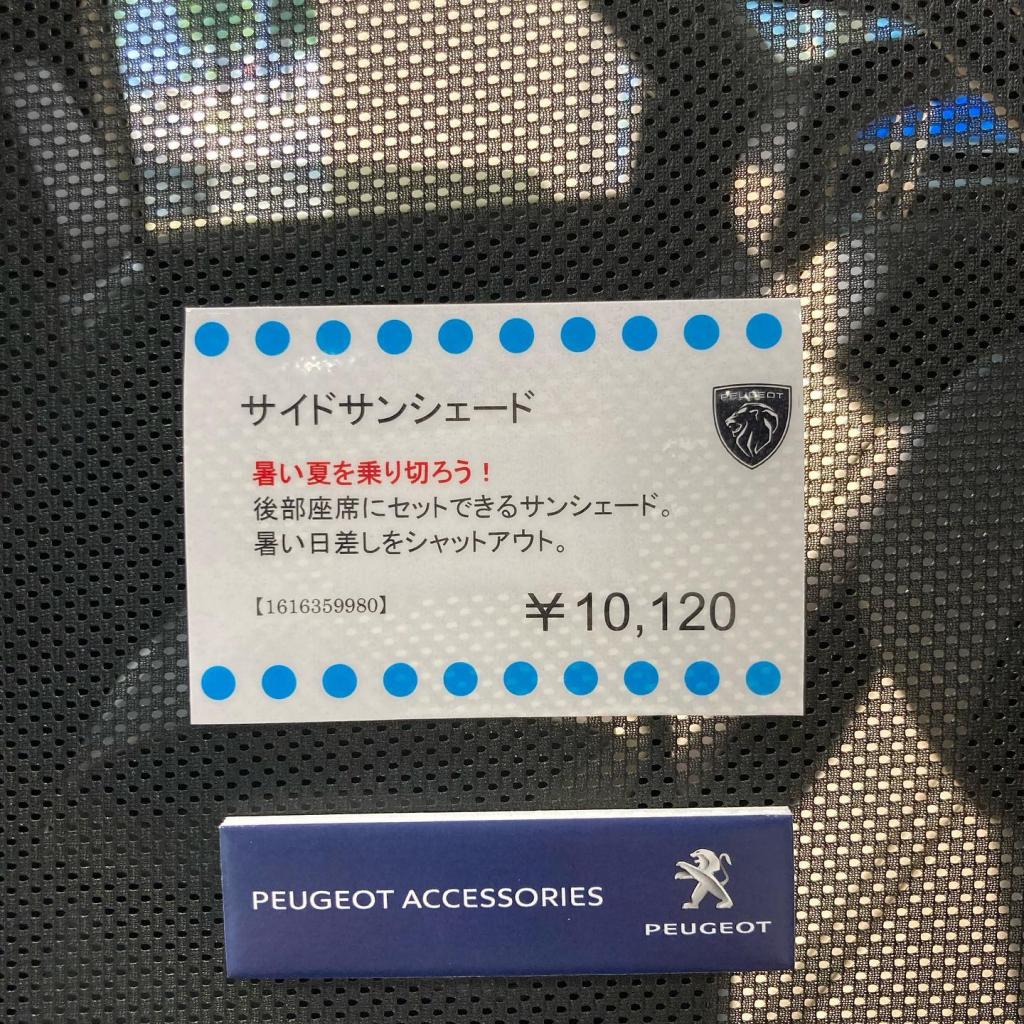 サイドサンシェード
PEUGEOT
暑い夏を乗り切ろう！
後部座席にセットできるサンシェード。
暑い日差しをシャットアウト。
【1616359980】
￥10,120
PEUGEOT ACCESSORIES
PEUGEOT